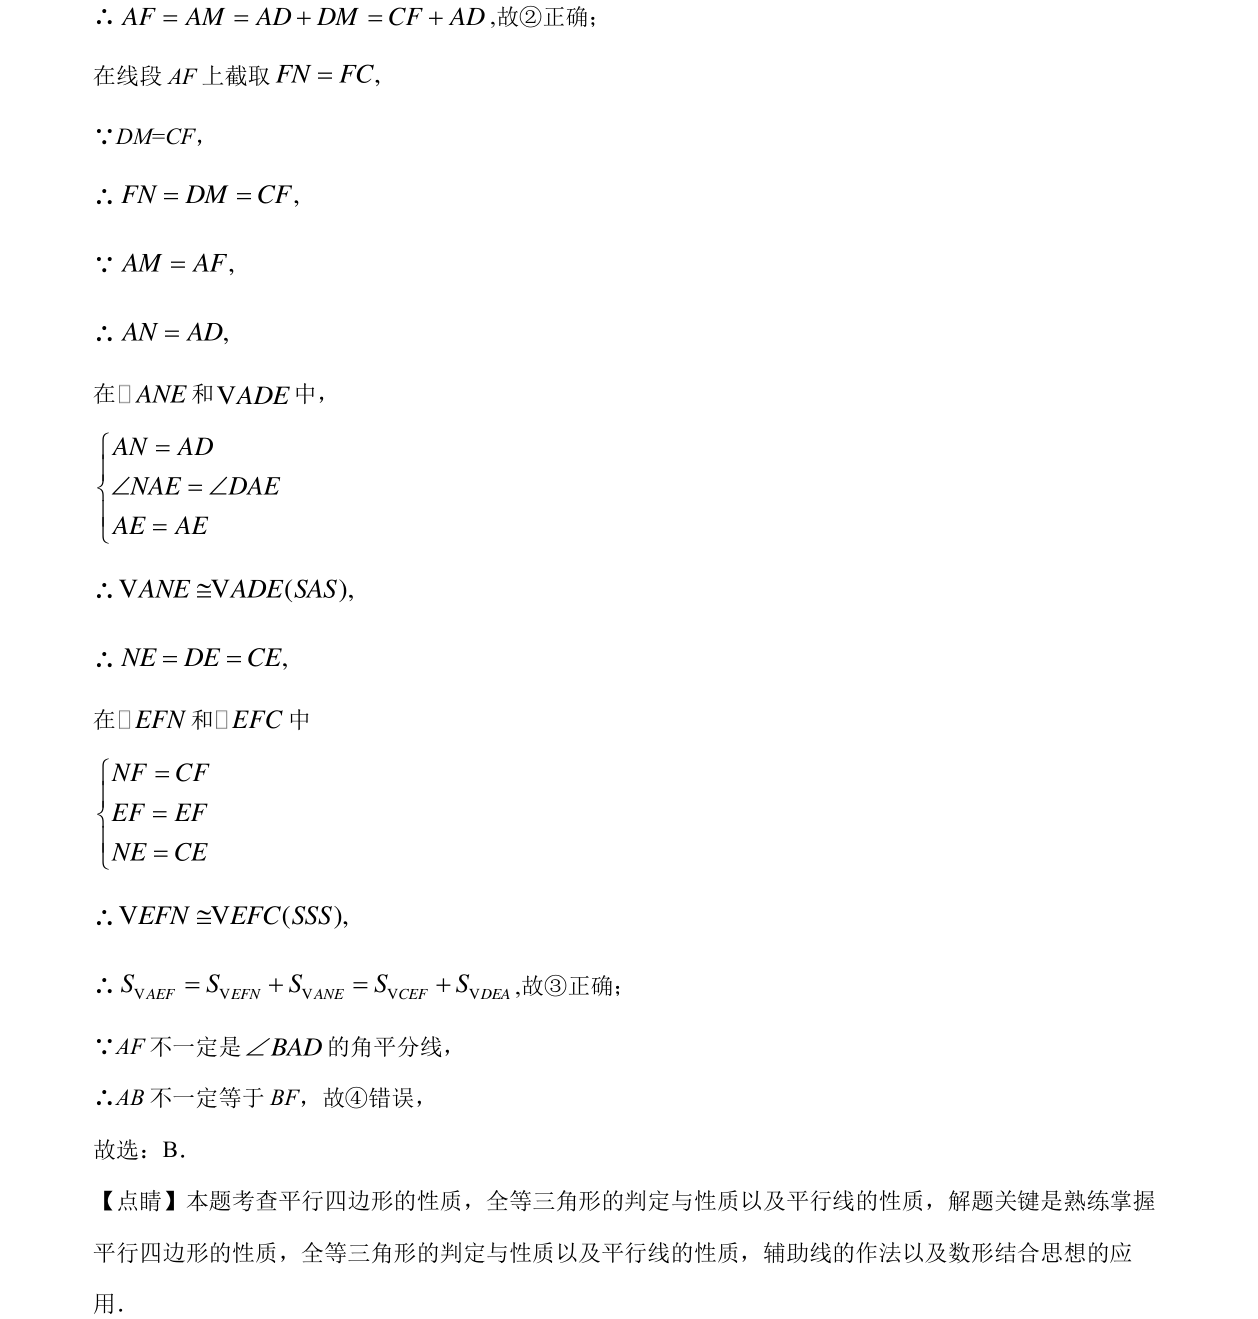 ∴ AF = AM = AD + DM = CF + AD ,故②正确；
在线段 AF 上截取 FN = FC,
∵DM=CF，
∴ FN = DM = CF,
∵ AM = AF,
∴ AN = AD,
在□ANE 和VADE 中，
AN = AD
∠NAE = ∠DAE
AE = AE
∴VANE ≅VADE(SAS),
∴ NE = DE = CE,
在□EFN 和□EFC 中
NF = CF
EF = EF
NE = CE
∴VEFN ≅VEFC(SSS),
∴ S_VAEF = S_VEFN + S_VANE = S_VCEF + S_VDEA ,故③正确；
∵AF 不一定是∠BAD 的角平分线，
∴AB 不一定等于 BF，故④错误，
故选：B．
【点睛】本题考查平行四边形的性质，全等三角形的判定与性质以及平行线的性质，解题关键是熟练掌握
平行四边形的性质，全等三角形的判定与性质以及平行线的性质，辅助线的作法以及数形结合思想的应
用．